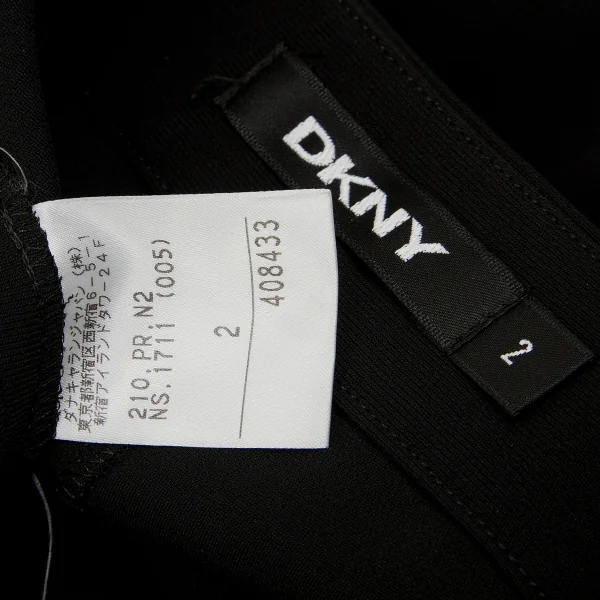 DKNY
2
ダナキャランジャパン(株)
東京都新宿区西新宿6-5-1
新宿アイランドタワー24F
210;PR;N2
NS.1711 (005)
2
408433